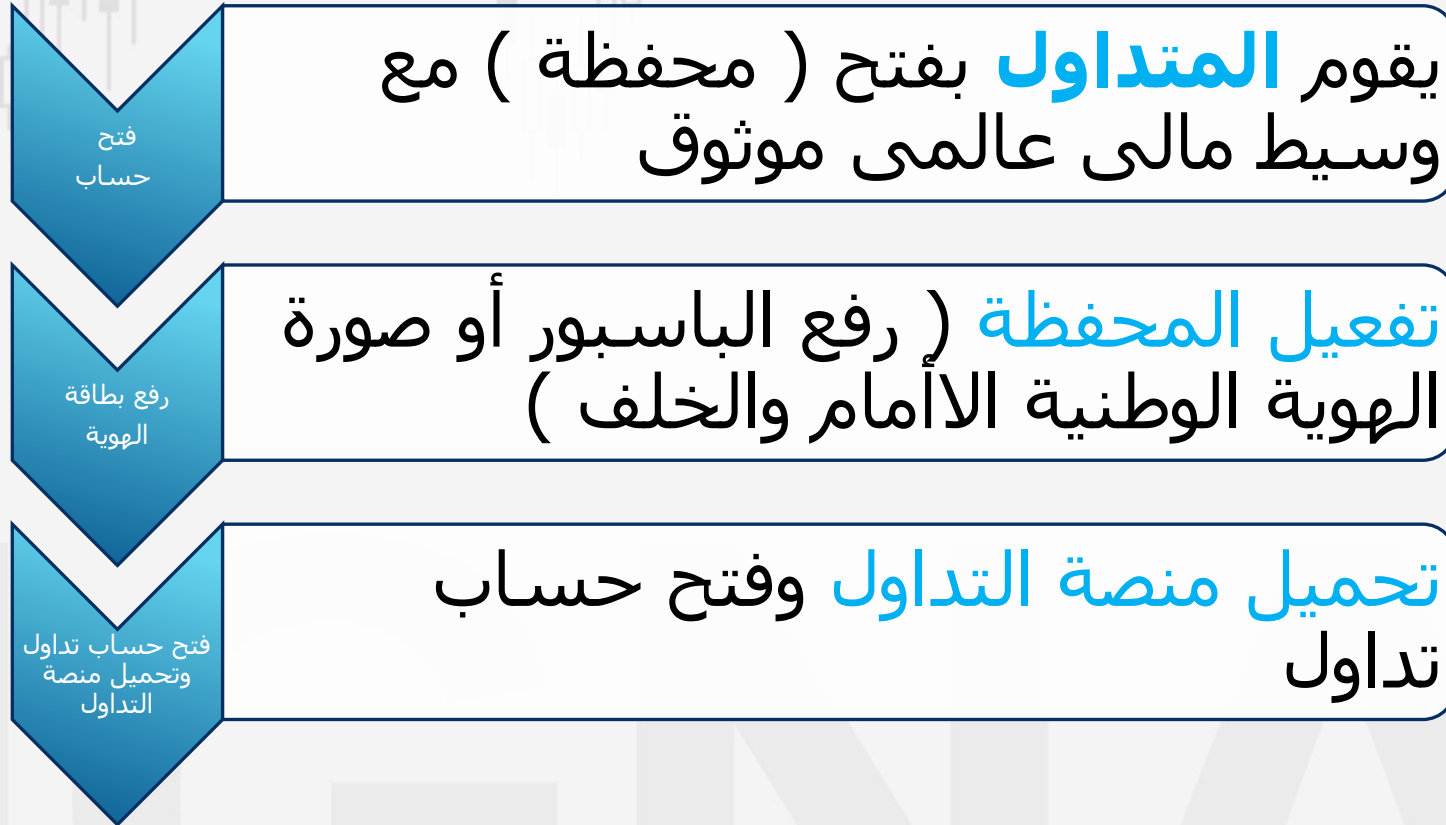 فتح
حساب
يقوم المتداول بفتح ( محفظة ) مع
وسيط مالى عالمى موثوق
رفع بطاقة
الهوية
تفعيل المحفظة ( رفع الباسبور أو صورة
الهوية الوطنية الاأمام والخلف )
فتح حساب تداول
وتحميل منصة
التداول
تحميل منصة التداول وفتح حساب
تداول